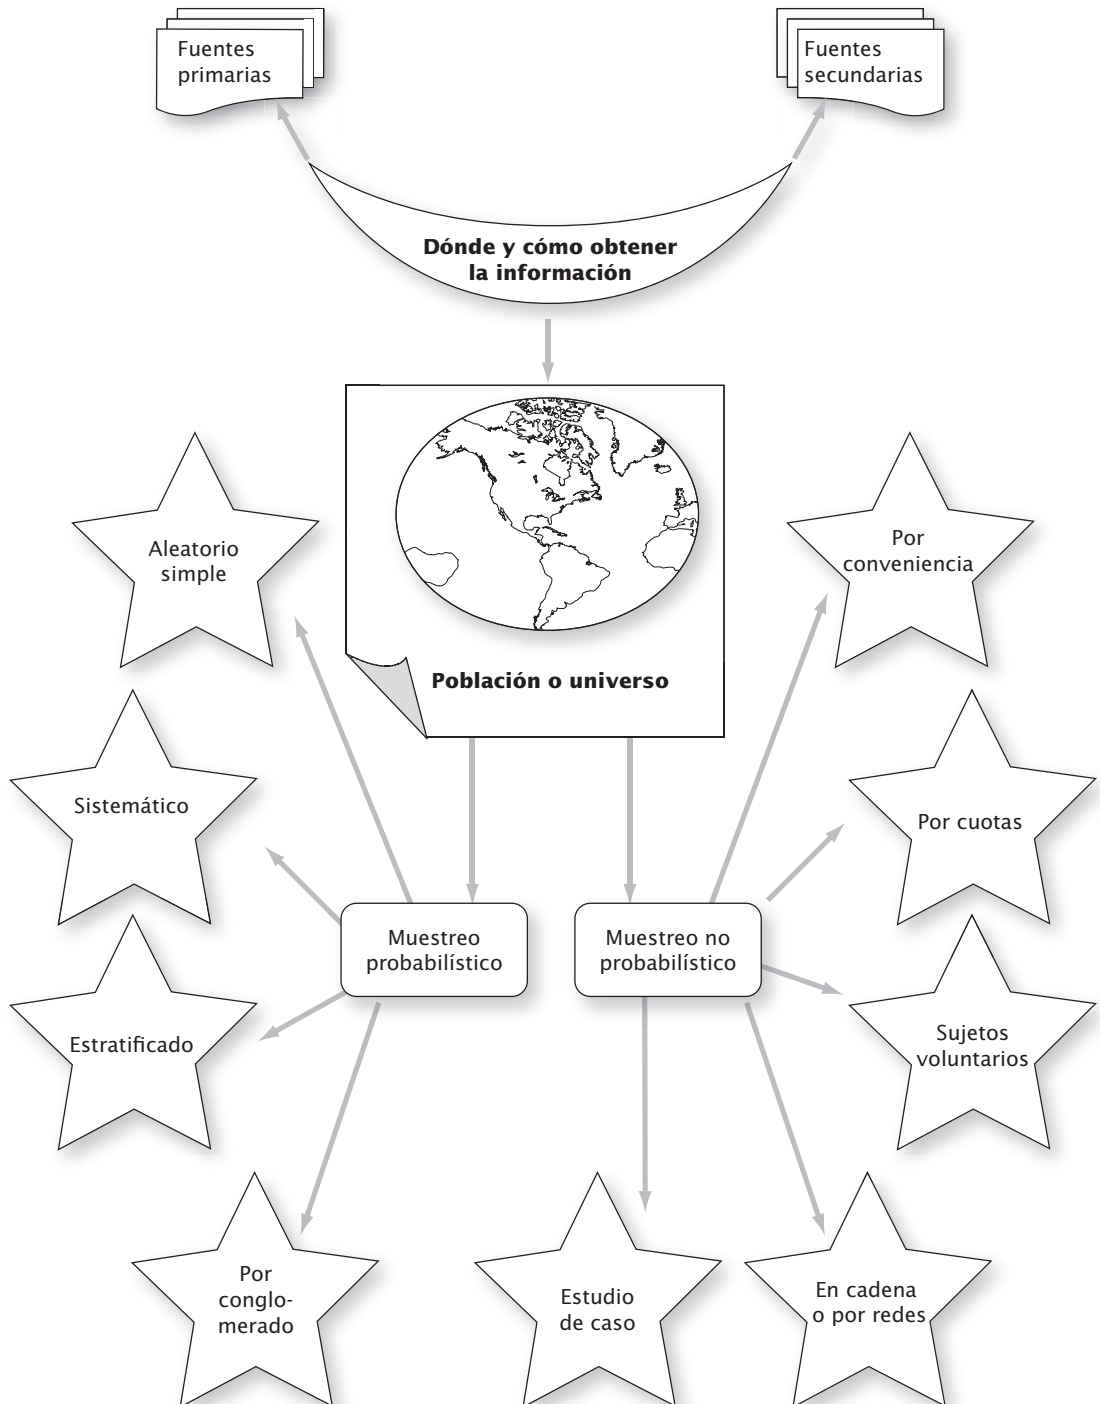 Fuentes
primarias
Fuentes
secundarias
Dónde y cómo obtener
la información
Población o universo
Aleatorio
simple
Por
conveniencia
Sistemático
Por cuotas
Muestreo
probabilístico
Muestreo no
probabilístico
Estratificado
Sujetos
voluntarios
Por
conglo-
merado
Estudio
de caso
En cadena
o por redes